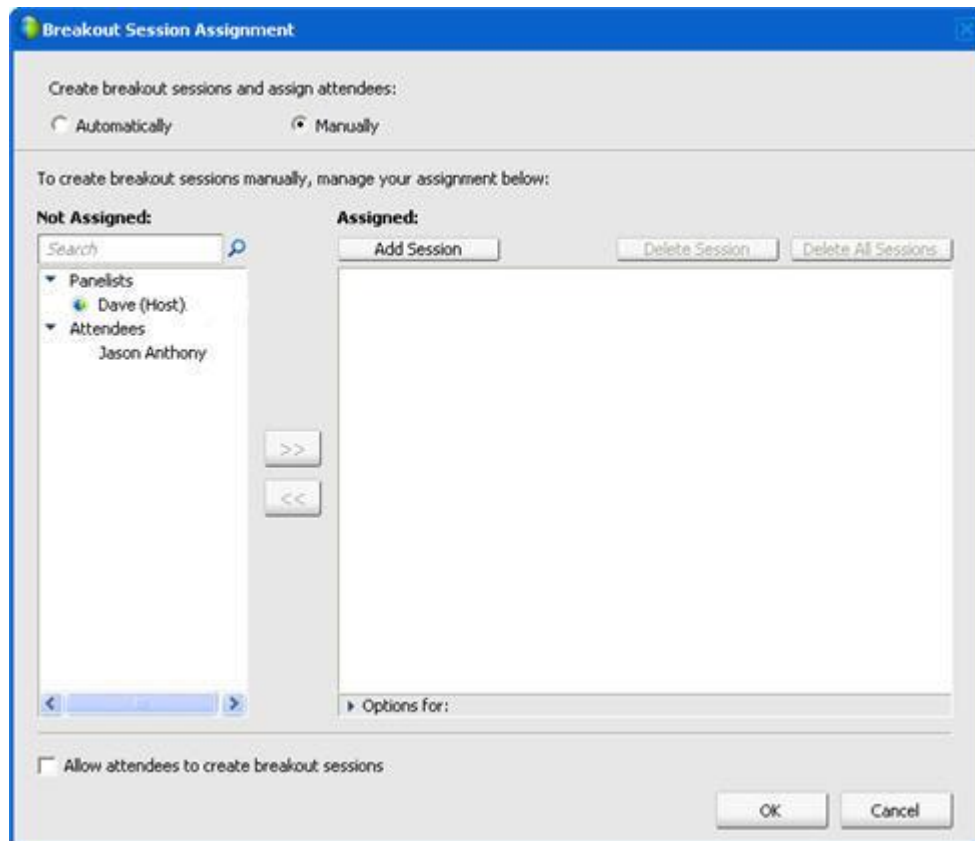 Breakout Session Assignment
Create breakout sessions and assign attendees:
Automatically Manually
To create breakout sessions manually, manage your assignment below:
Not Assigned: Assigned:
Search Add Session Delete Session Delete All Sessions
Panelists
Dave (Host)
Attendees
Jason Anthony
>>
<<
Options for:
Allow attendees to create breakout sessions
OK Cancel